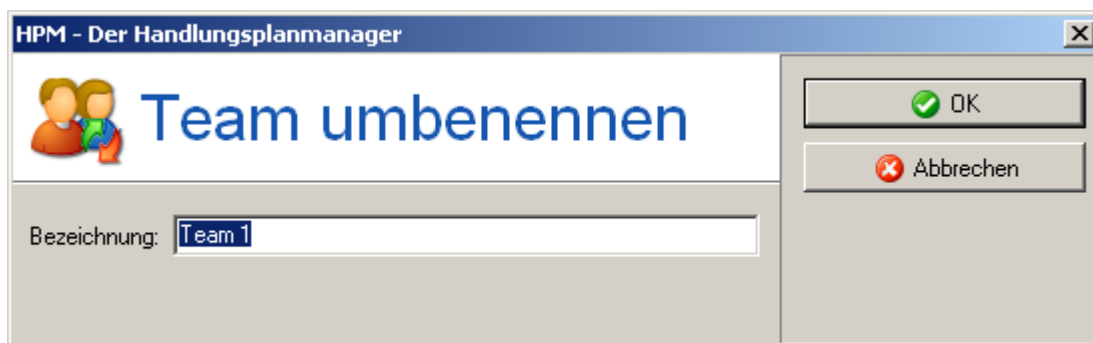 HPM - Der Handlungsplanmanager
Team umbenennen
OK
Abbrechen
Bezeichnung: Team 1